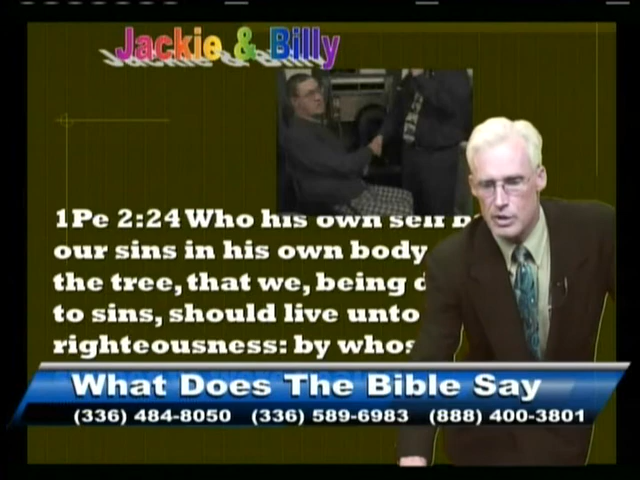 Jackie & Billy
1Pe 2:24 Who his own self b
our sins in his own body
the tree, that we, being d
to sins, should live unto
righteousness: by whos
What Does The Bible Say
(336) 484-8050 (336) 589-6983 (888) 400-3801